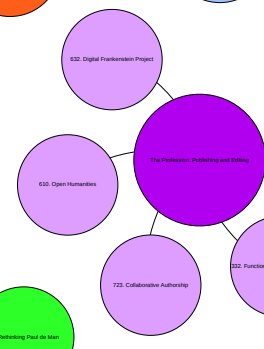 632. Digital Frankenstein Project
The Profession: Publishing and Editing
610. Open Humanities
332. Function
723. Collaborative Authorship
Rethinking Paul de Man